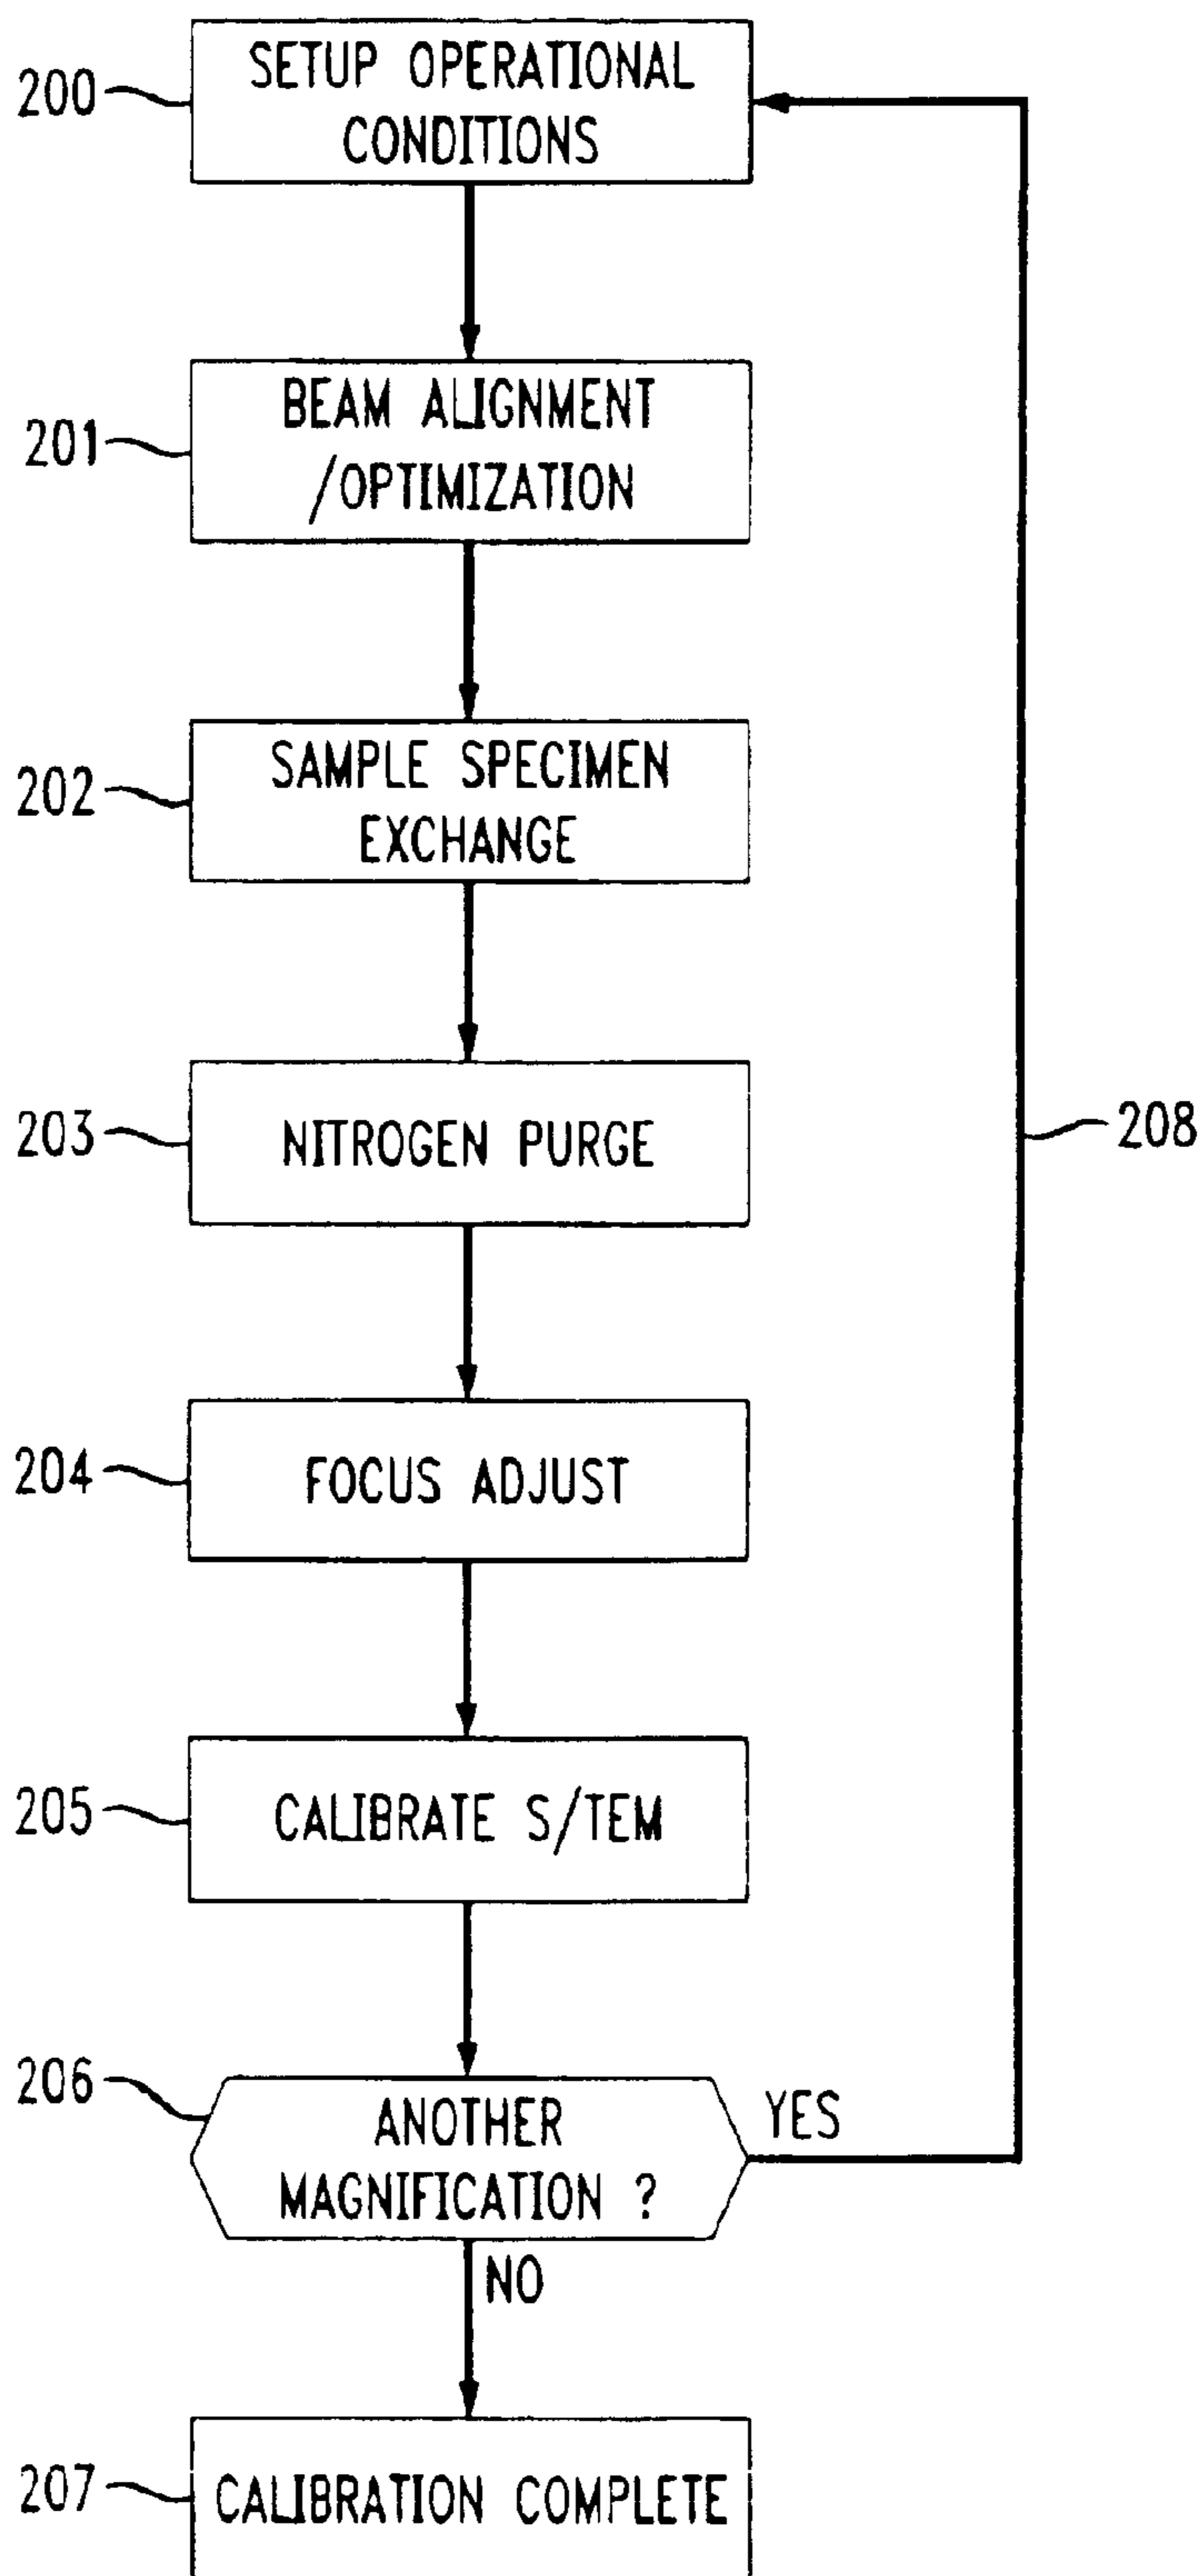 200
SETUP OPERATIONAL
CONDITIONS
201
BEAM ALIGNMENT
/OPTIMIZATION
202
SAMPLE SPECIMEN
EXCHANGE
203
NITROGEN PURGE
208
204
FOCUS ADJUST
205
CALIBRATE S/TEM
206
ANOTHER
MAGNIFICATION ?
YES
NO
207
CALIBRATION COMPLETE